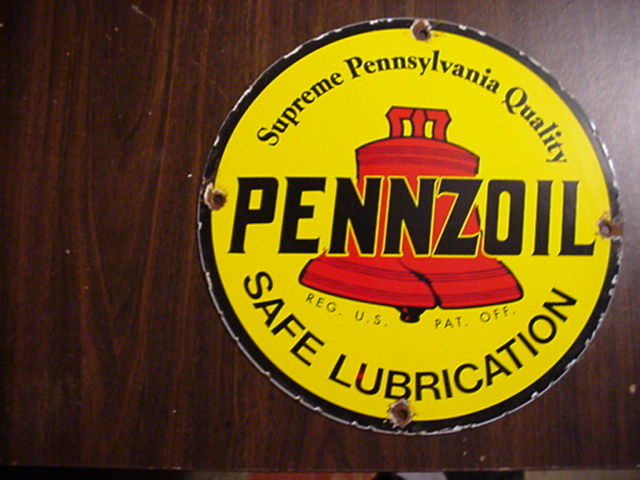 Supreme Pennsylvania Quality
PENNZOIL
REG. U.S. PAT. OFF.
SAFE LUBRICATION